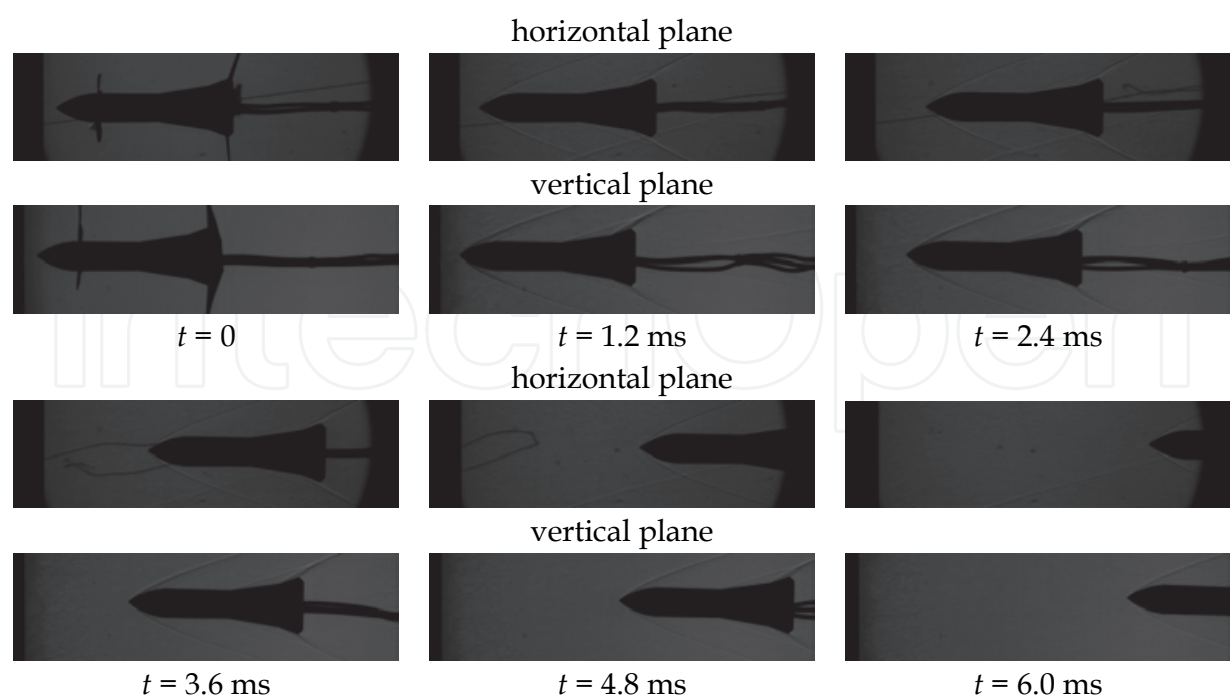 horizontal plane
vertical plane
t = 0 t = 1.2 ms t = 2.4 ms
horizontal plane
vertical plane
t = 3.6 ms t = 4.8 ms t = 6.0 ms
IntechOpen